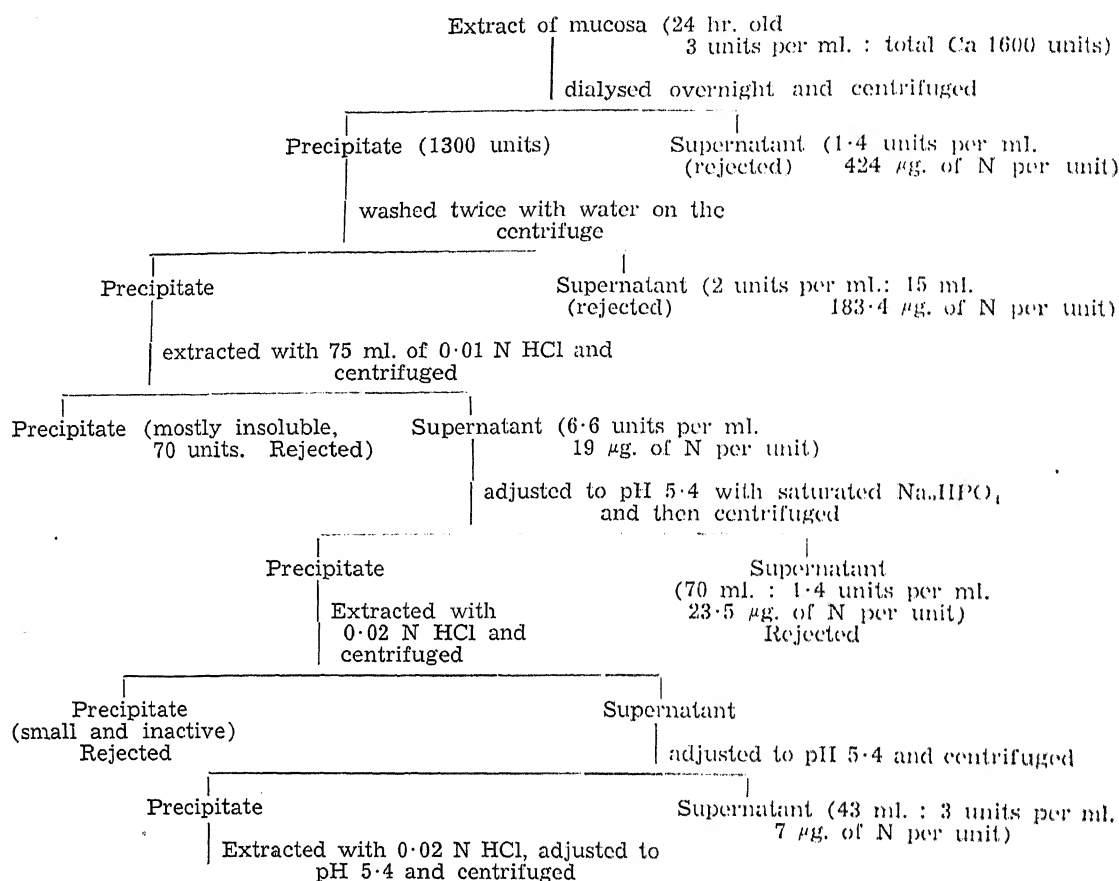 Extract of mucosa (24 hr. old
3 units per ml. : total Ca 1600 units)
dialysed overnight and centrifuged
Precipitate (1300 units) Supernatant (1·4 units per ml.
(rejected) 424 μg. of N per unit)
washed twice with water on the
centrifuge
Precipitate Supernatant (2 units per ml.: 15 ml.
(rejected) 183·4 μg. of N per unit)
extracted with 75 ml. of 0·01 N HCl and
centrifuged
Precipitate (mostly insoluble, Supernatant (6·6 units per ml.
70 units. Rejected) 19 μg. of N per unit)
adjusted to pH 5·4 with saturated Na₂HPO₄
and then centrifuged
Precipitate Supernatant
(70 ml. : 1·4 units per ml.
Extracted with 23·5 μg. of N per unit)
0·02 N HCl and Rejected
centrifuged
Precipitate Supernatant
(small and inactive)
Rejected adjusted to pH 5·4 and centrifuged
Precipitate Supernatant (43 ml. : 3 units per ml.
7 μg. of N per unit)
Extracted with 0·02 N HCl, adjusted to
pH 5·4 and centrifuged